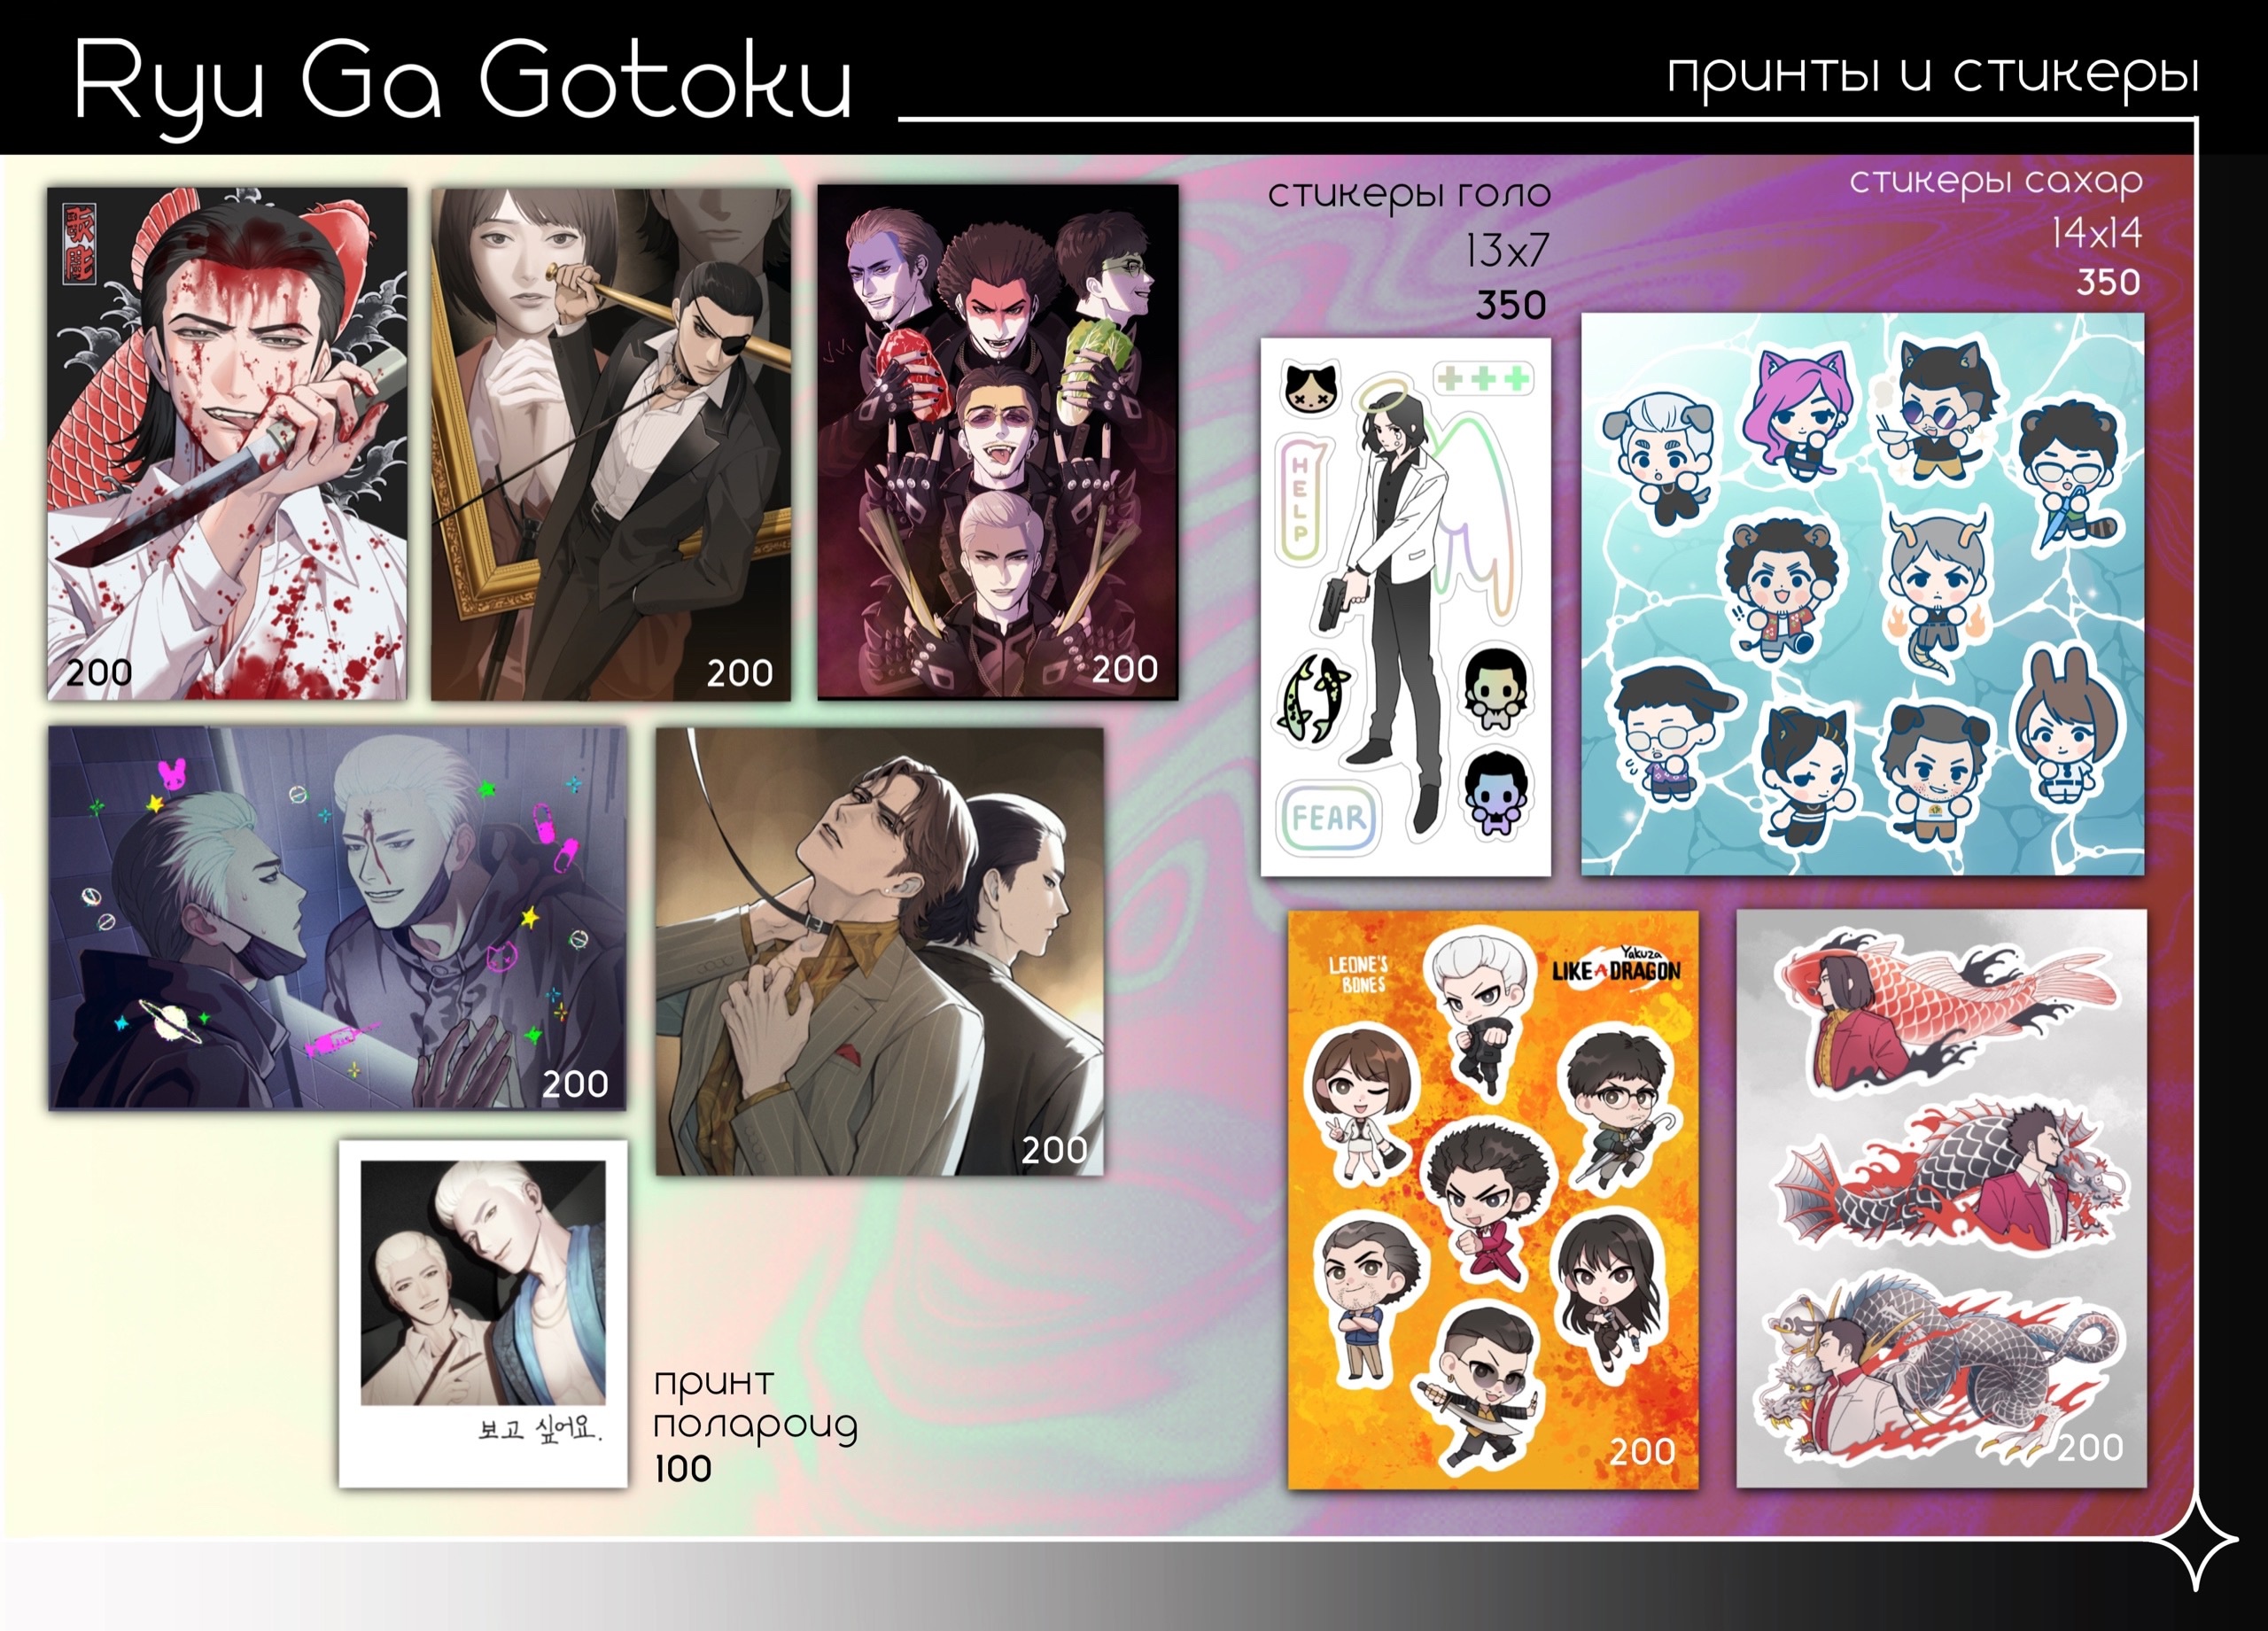 Ryu Ga Gotoku
принты и стикеры
200
200
200
200
200
보고 싶어요.
принт
полароид
100
стикеры голо
13x7
350
HELP
FEAR
стикеры сахар
14x14
350
LEONE'S
BONES
Yakuza
LIKE A DRAGON
200
200